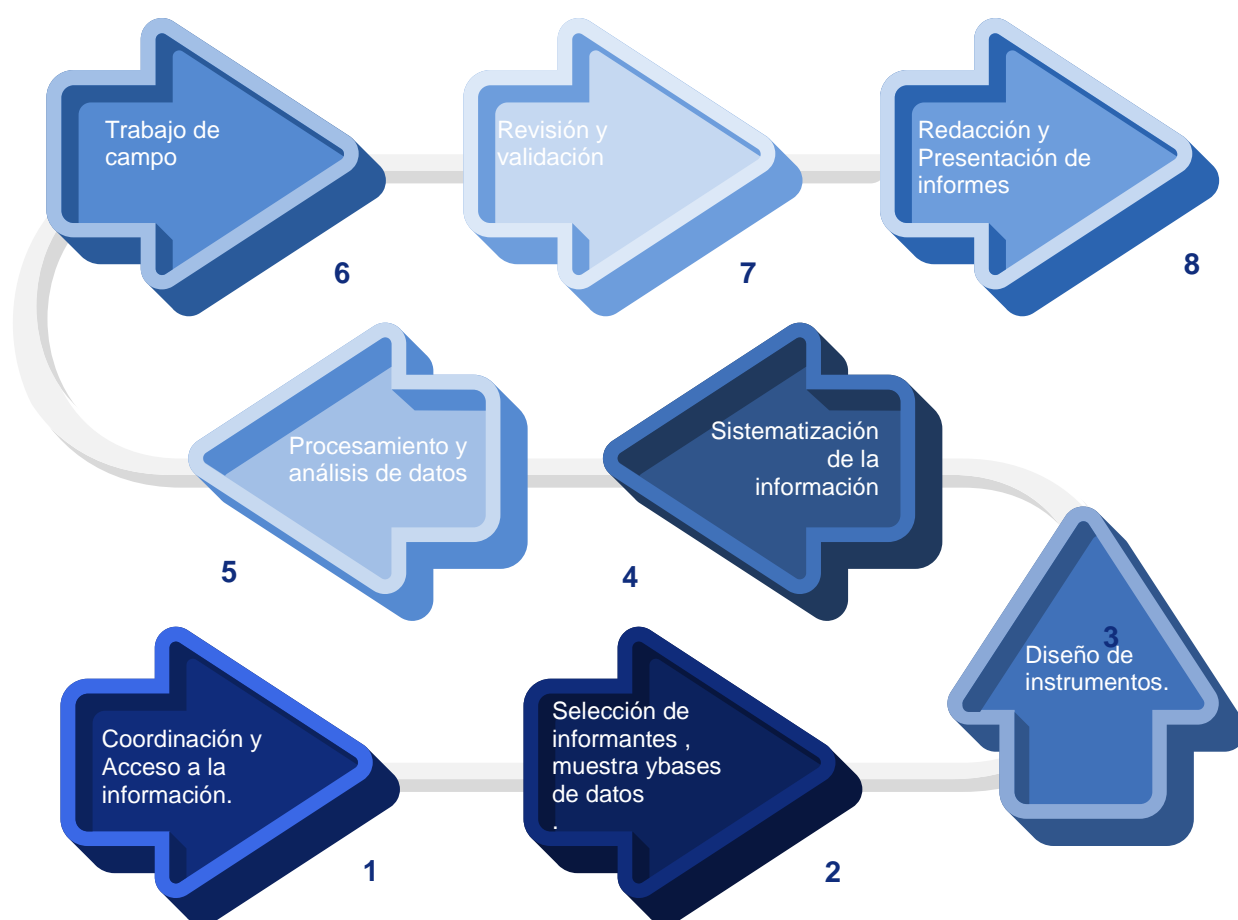 Trabajo de
campo
6
Revisión y
validación
7
Redacción y
Presentación de
informes
8
Procesamiento y
análisis de datos
5
Sistematización
de la
información
4
3
Diseño de
instrumentos.
Coordinación y
Acceso a la
información.
1
Selección de
informantes ,
muestra ybases
de datos
.
2